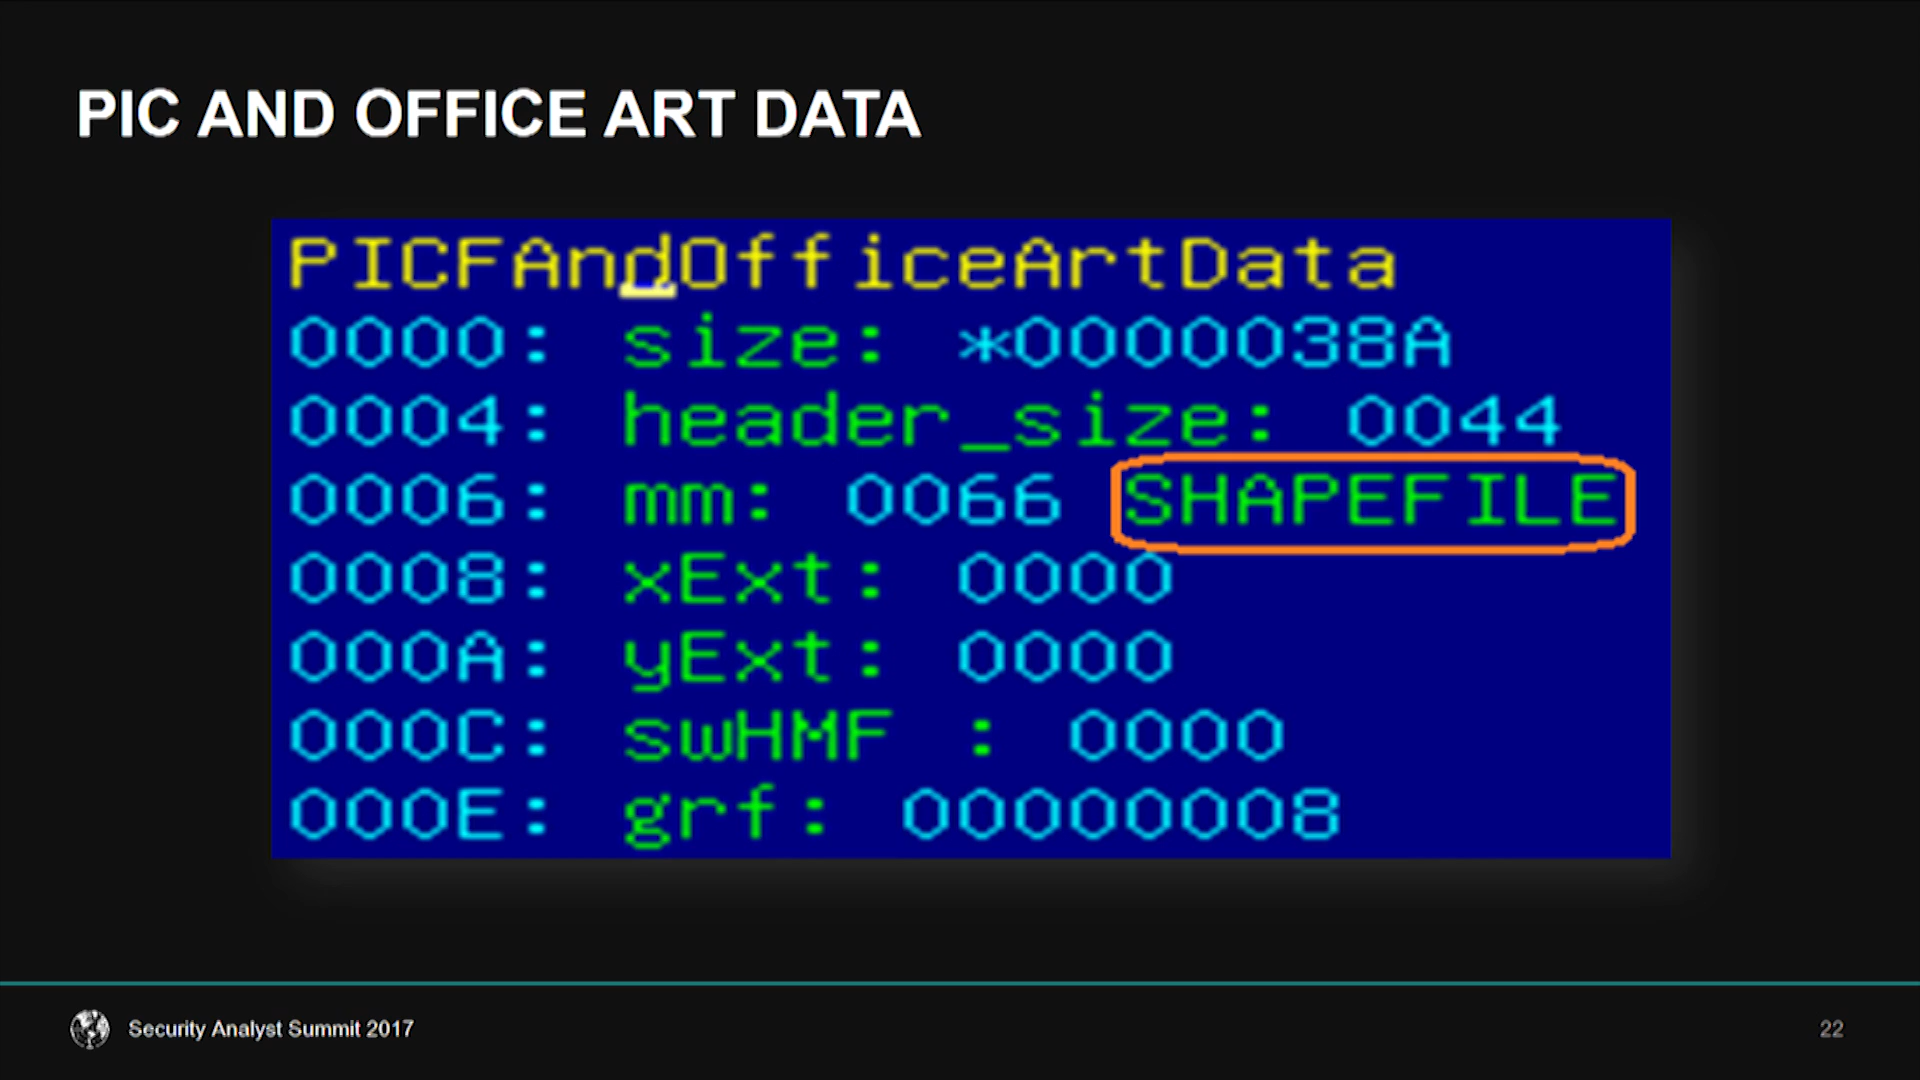 PIC AND OFFICE ART DATA
PICFAndOfficeArtData
0000: size: *0000038A
0004: header_size: 0044
0006: mm: 0066 SHAPEFILE
0008: xExt: 0000
000A: yExt: 0000
000C: swHMF : 0000
000E: grf: 00000008
Security Analyst Summit 2017
22